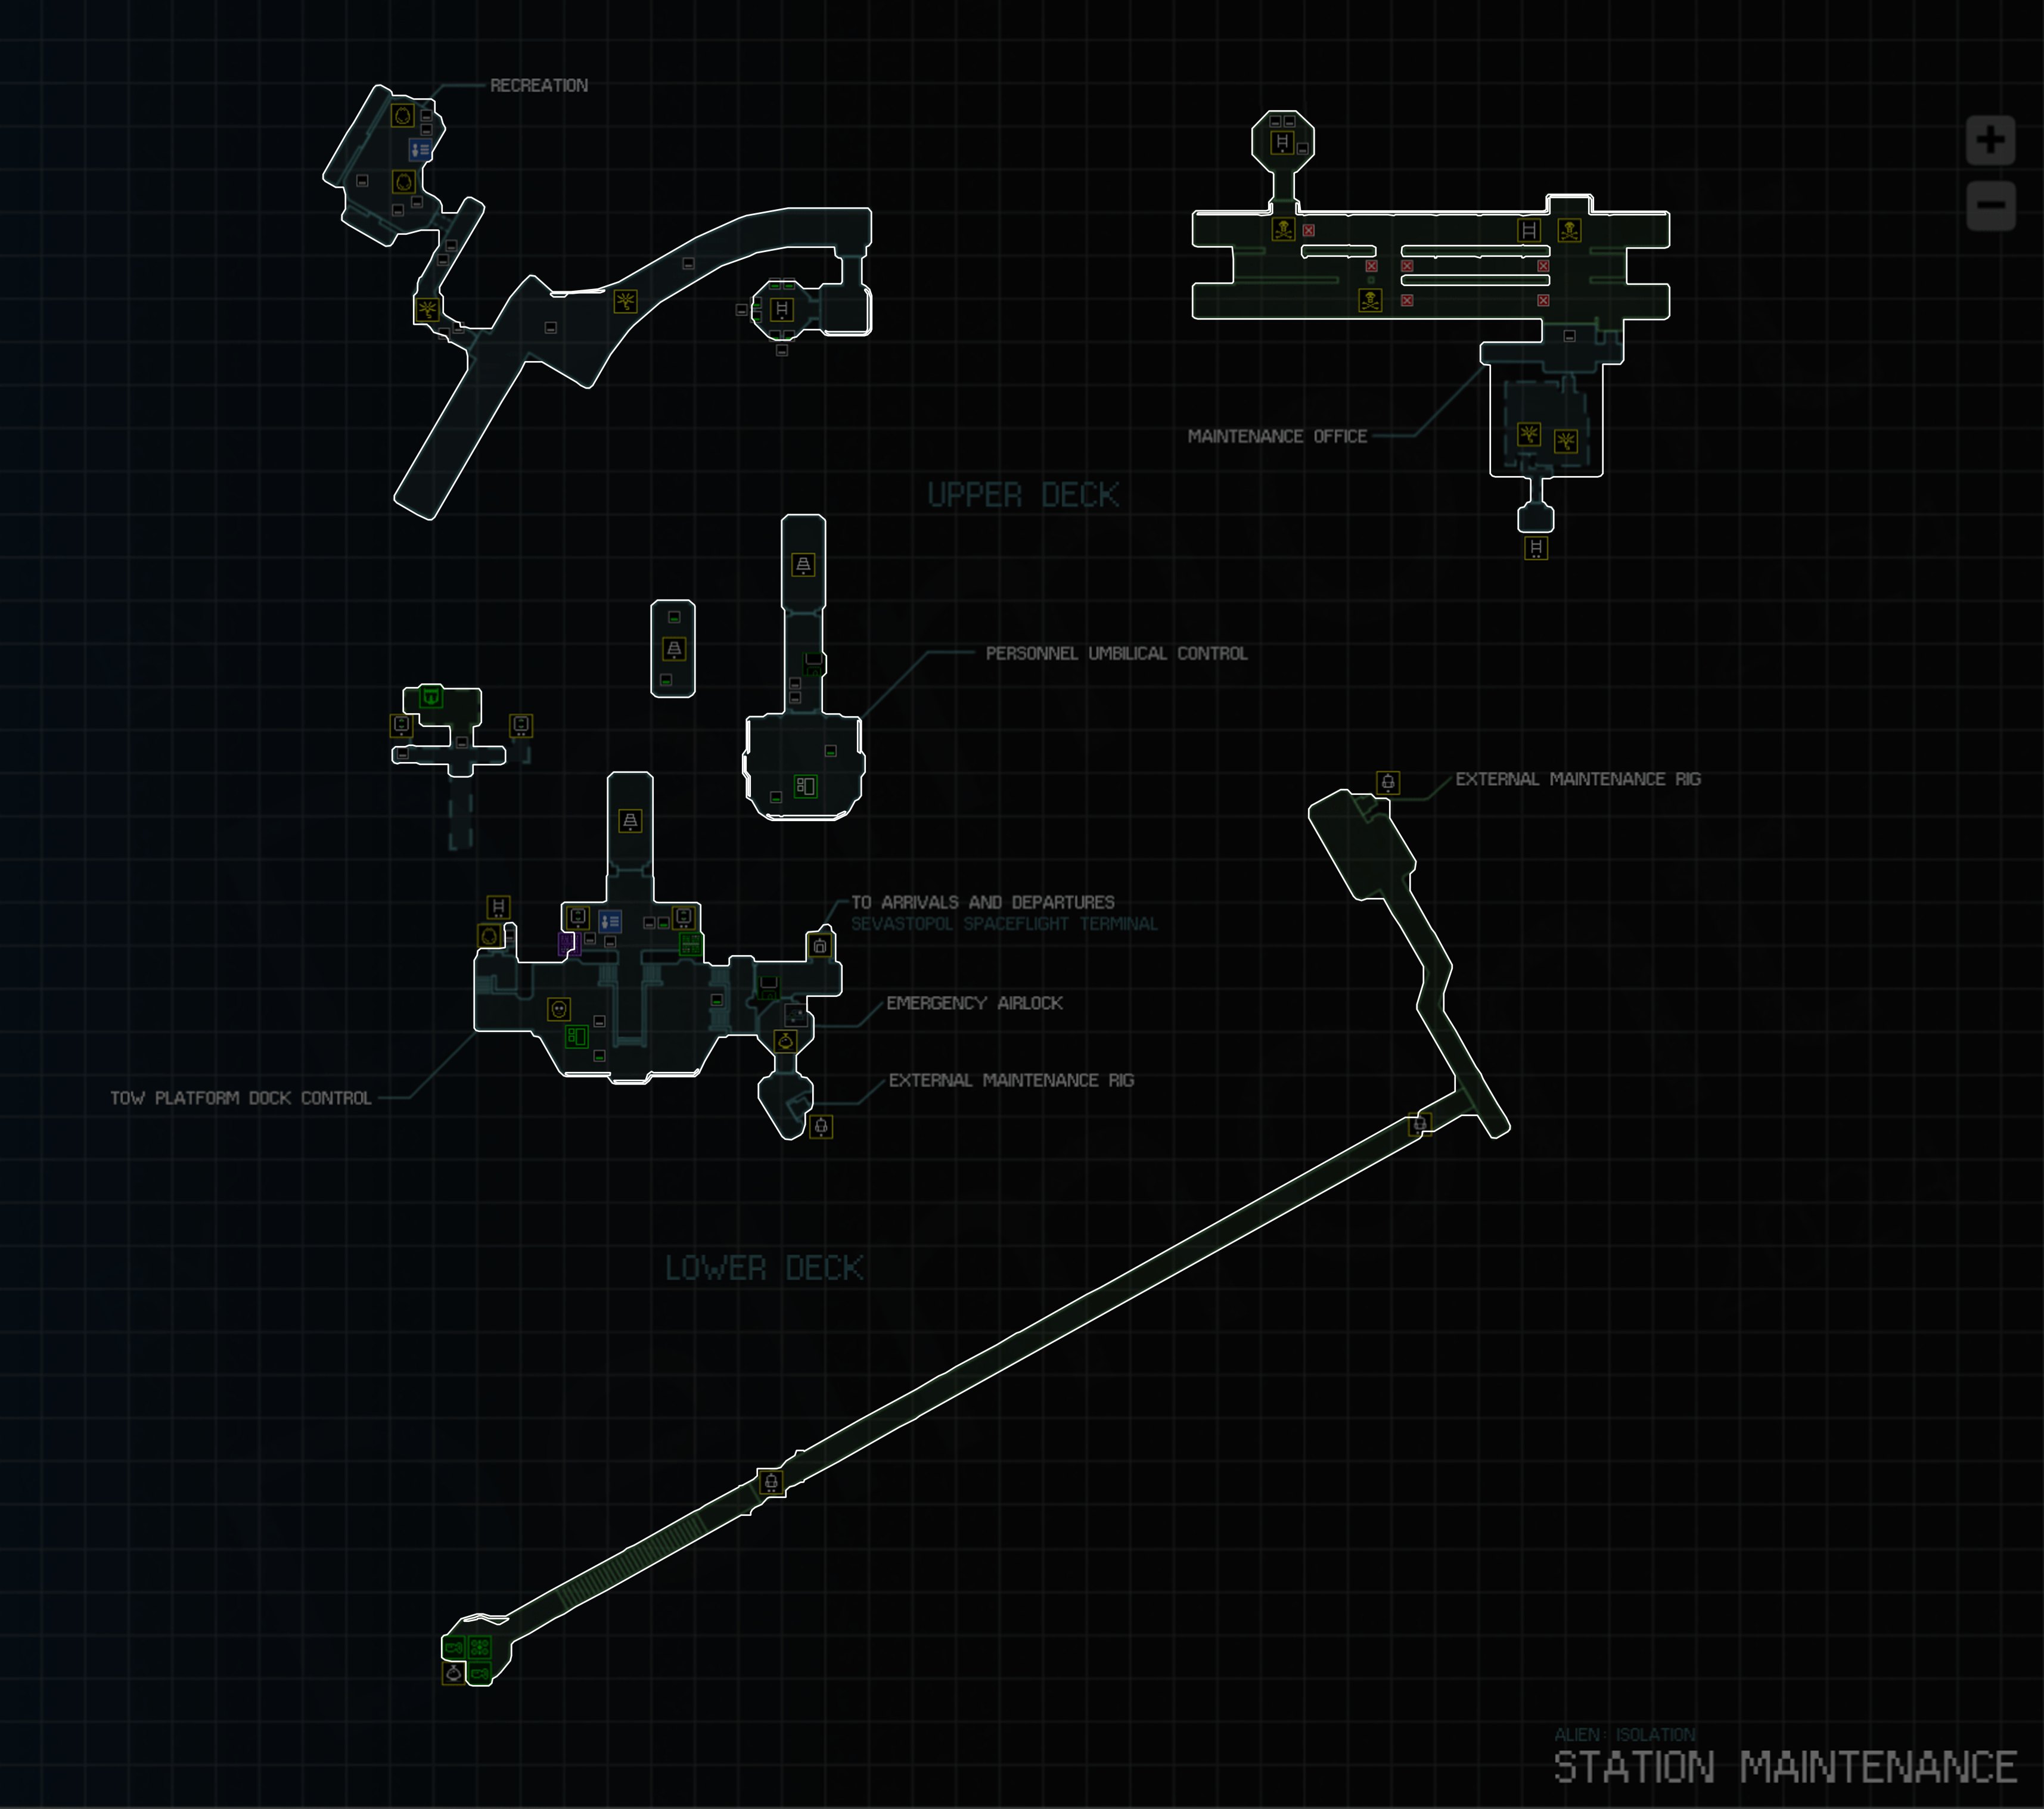 RECREATION
MAINTENANCE OFFICE
UPPER DECK
PERSONNEL UMBILICAL CONTROL
EXTERNAL MAINTENANCE RIG
TO ARRIVALS AND DEPARTURES
SEVASTOPOL SPACEFLIGHT TERMINAL
EMERGENCY AIRLOCK
EXTERNAL MAINTENANCE RIG
TOW PLATFORM DOCK CONTROL
LOWER DECK
ALIEN: ISOLATION
STATION MAINTENANCE